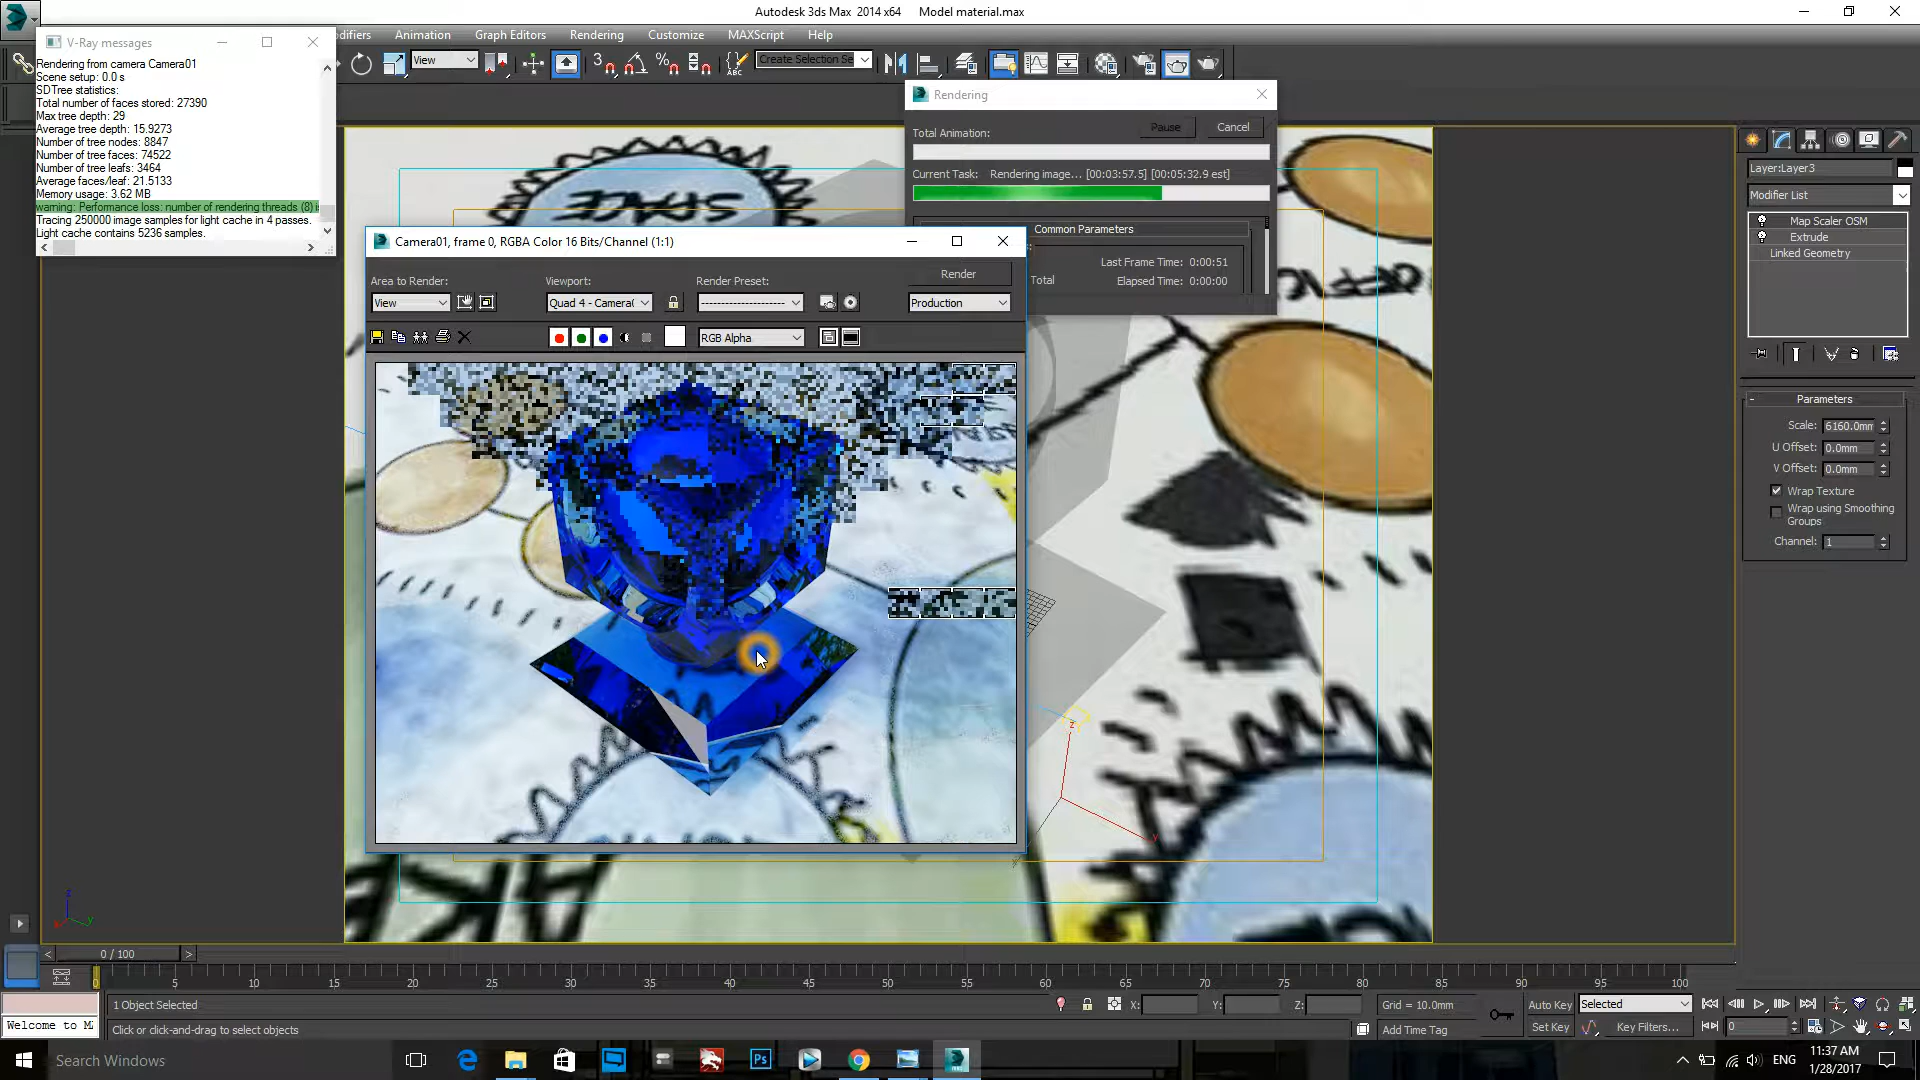 Autodesk 3ds Max 2014 x64 Model material.max
V-Ray messages
difiers Animation Graph Editors Rendering Customize MAXScript Help
Rendering from camera Camera01
Scene setup: 0.0 s
SDTree statistics:
Total number of faces stored: 27390
Max tree depth: 29
Average tree depth: 15.9273
Number of tree nodes: 8847
Number of tree faces: 74522
Number of tree leafs: 3464
Average faces/leaf: 21.5133
Memory usage: 3.62 MB
warning: Performance loss: number of rendering threads (8) i
Tracing 250000 image samples for light cache in 4 passes.
Light cache contains 5236 samples.
View
Create Selection Se
Rendering
Total Animation:
Pause
Cancel
Current Task: Rendering image... [00:03:57.5] [00:05:32.9 est]
Common Parameters
Last Frame Time: 0:00:51
Total Elapsed Time: 0:00:00
Camera01, frame 0, RGBA Color 16 Bits/Channel (1:1)
Area to Render:
View
Viewport:
Quad 4 - Camera(
Render Preset:
Render
Production
RGB Alpha
Layer:Layer3
Modifier List
Map Scaler OSM
Extrude
Linked Geometry
Parameters
Scale: 6160.0mm
U Offset: 0.0mm
V Offset: 0.0mm
Wrap Texture
Wrap using Smoothing
Groups
Channel: 1
z
y
z
y
0 / 100
0 5 10 15 20 25 30 35 40 45 50 55 60 65 70 75 80 85 90 95 100
1 Object Selected
X: Y: Z: Grid = 10.0mm
Auto Key Selected
Welcome to M
Click or click-and-drag to select objects
Add Time Tag
Set Key Key Filters... 0
Search Windows
Ps
ENG
11:37 AM
1/28/2017